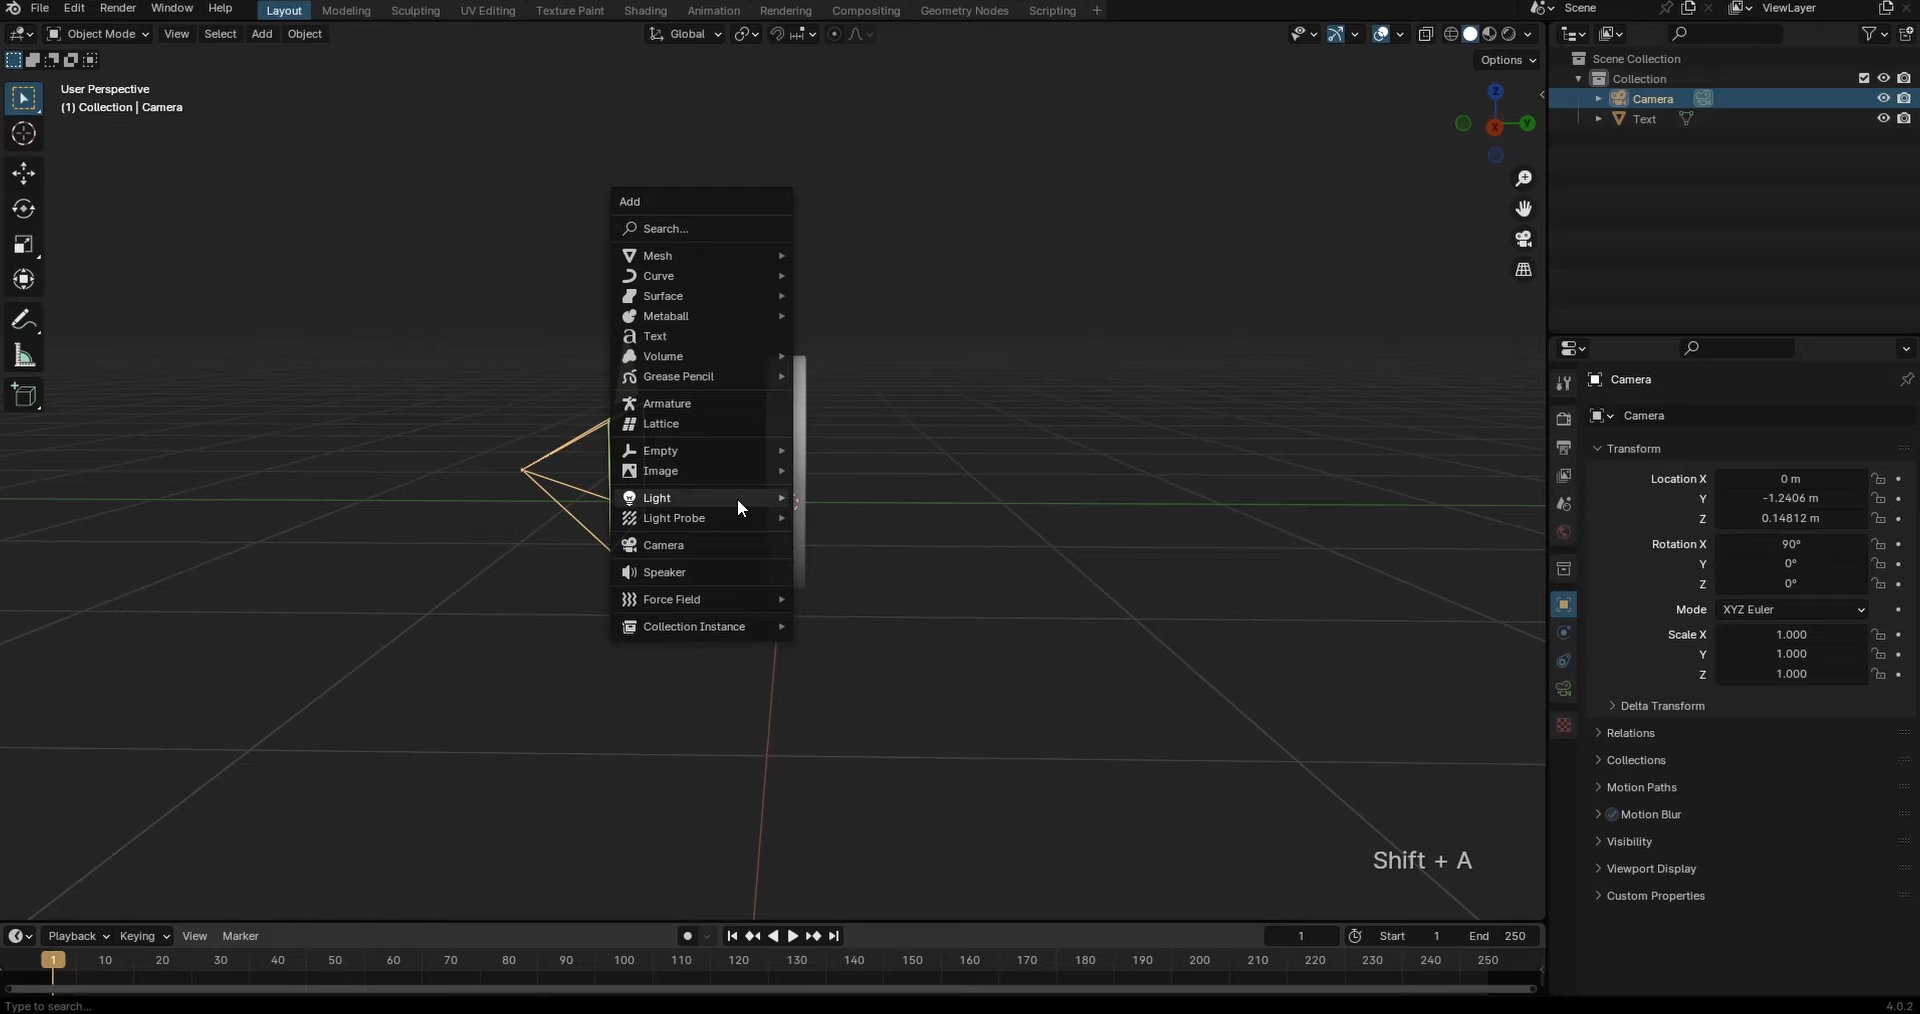 File Edit Render Window Help Layout Modeling Sculpting UV Editing Texture Paint Shading Animation Rendering Compositing Geometry Nodes Scripting + Scene ViewLayer
Object Mode View Select Add Object Global
Options
User Perspective
(1) Collection | Camera
Z
X
Y
Add
Search...
Mesh
Curve
Surface
Metaball
Text
Volume
Grease Pencil
Armature
Lattice
Empty
Image
Light
Light Probe
Camera
Speaker
Force Field
Collection Instance
Shift + A
Scene Collection
Collection
Camera
Text
Camera
Camera
Transform
Location X 0 m
Y -1.2406 m
Z 0.14812 m
Rotation X 90°
Y 0°
Z 0°
Mode XYZ Euler
Scale X 1.000
Y 1.000
Z 1.000
Delta Transform
Relations
Collections
Motion Paths
Motion Blur
Visibility
Viewport Display
Custom Properties
Playback Keying View Marker 1 Start 1 End 250
1 10 20 30 40 50 60 70 80 90 100 110 120 130 140 150 160 170 180 190 200 210 220 230 240 250
Type to search... 4.0.2